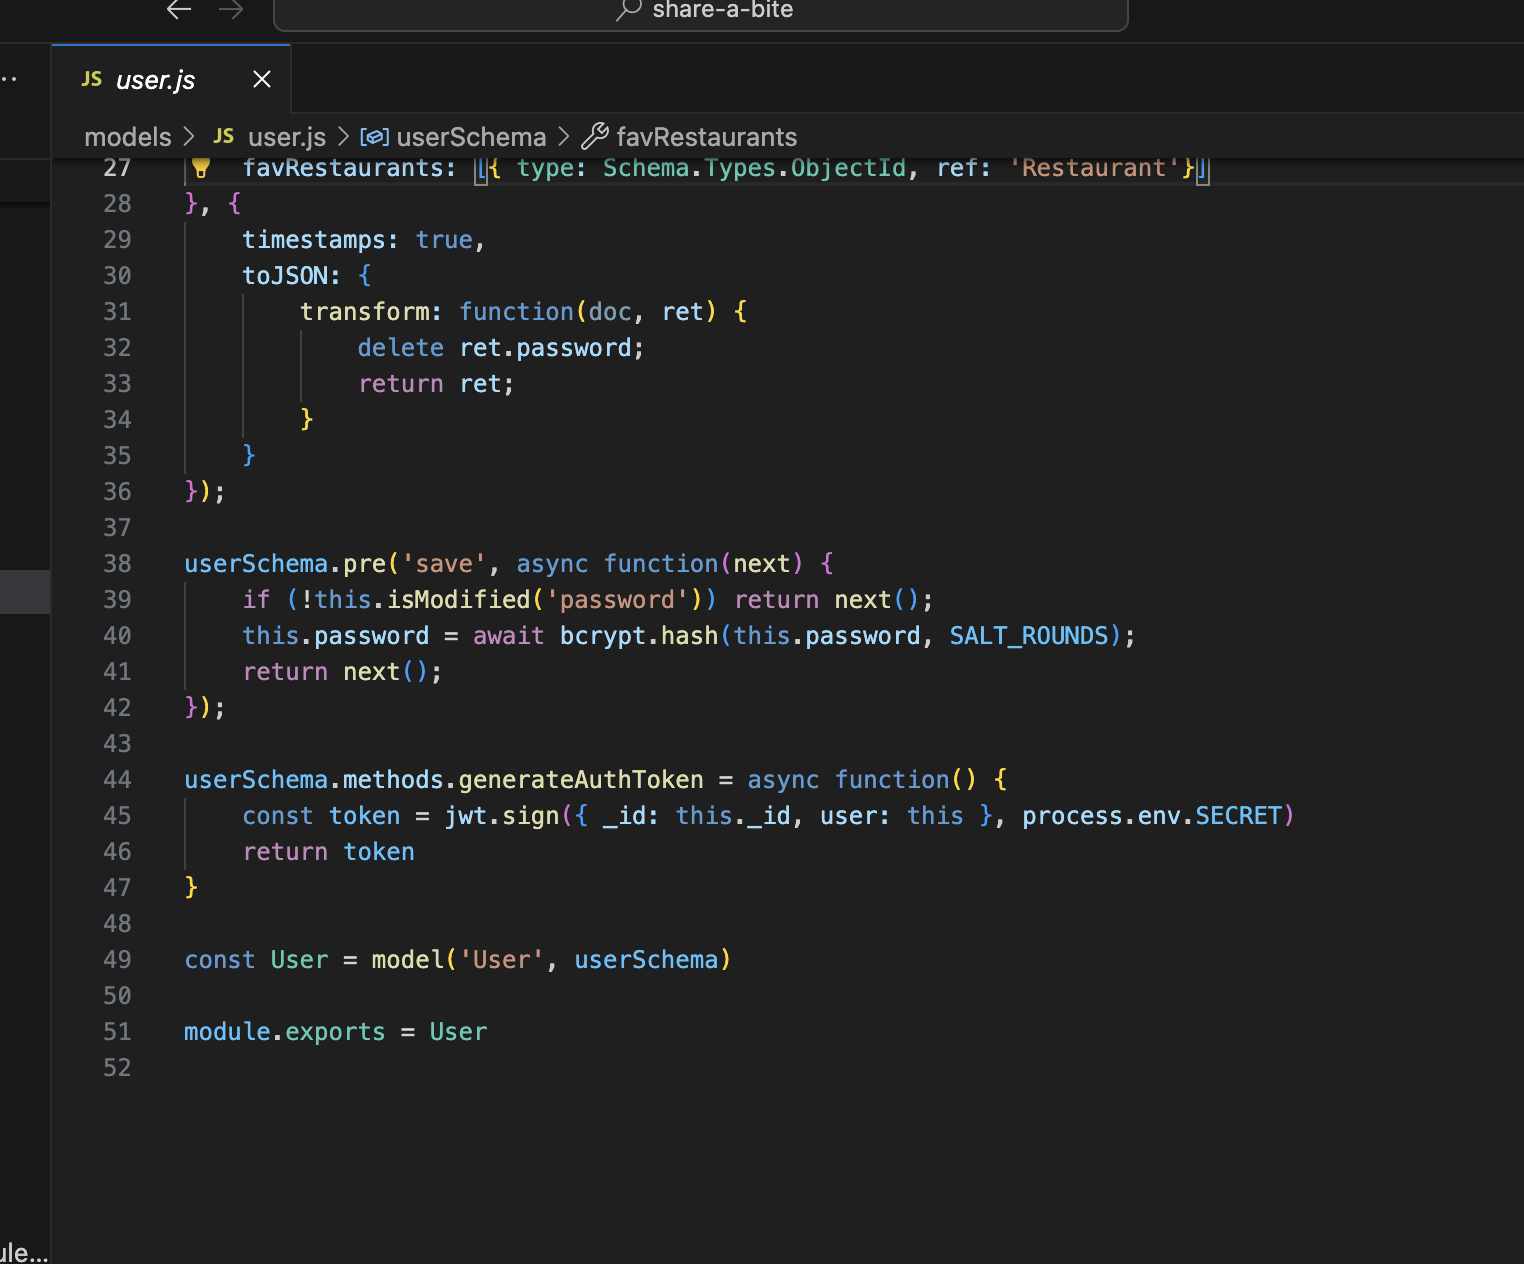 share-a-bite
JS user.js
models > JS user.js > userSchema > favRestaurants
27 favRestaurants: [{ type: Schema.Types.ObjectId, ref: 'Restaurant'}]
28 }, {
29 timestamps: true,
30 toJSON: {
31 transform: function(doc, ret) {
32 delete ret.password;
33 return ret;
34 }
35 }
36 });
37
38 userSchema.pre('save', async function(next) {
39 if (!this.isModified('password')) return next();
40 this.password = await bcrypt.hash(this.password, SALT_ROUNDS);
41 return next();
42 });
43
44 userSchema.methods.generateAuthToken = async function() {
45 const token = jwt.sign({ _id: this._id, user: this }, process.env.SECRET)
46 return token
47 }
48
49 const User = model('User', userSchema)
50
51 module.exports = User
52